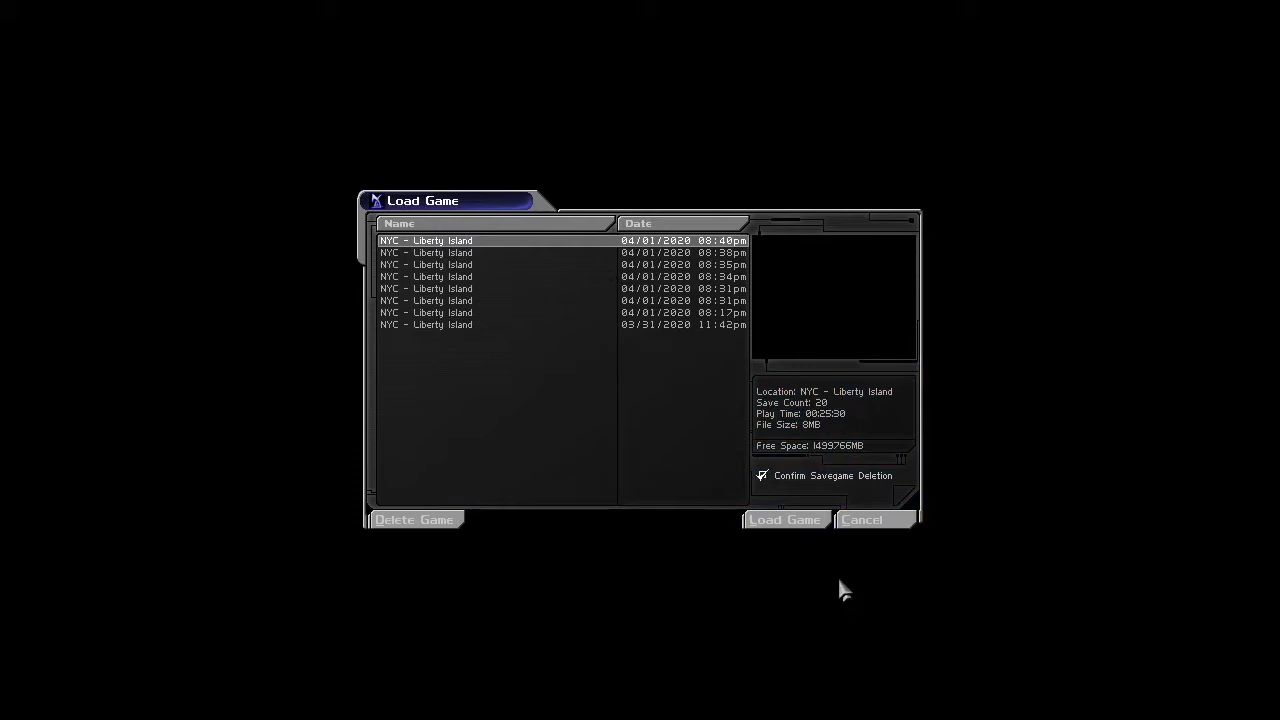 Load Game
Name Date
NYC - Liberty Island 04/01/2020 08:40pm
NYC - Liberty Island 04/01/2020 08:38pm
NYC - Liberty Island 04/01/2020 08:35pm
NYC - Liberty Island 04/01/2020 08:34pm
NYC - Liberty Island 04/01/2020 08:31pm
NYC - Liberty Island 04/01/2020 08:31pm
NYC - Liberty Island 04/01/2020 08:17pm
NYC - Liberty Island 03/31/2020 11:42pm
Location: NYC - Liberty Island
Save Count: 20
Play Time: 00:25:30
File Size: 8MB
Free Space: 1499766MB
Confirm Savegame Deletion
Delete Game Load Game Cancel